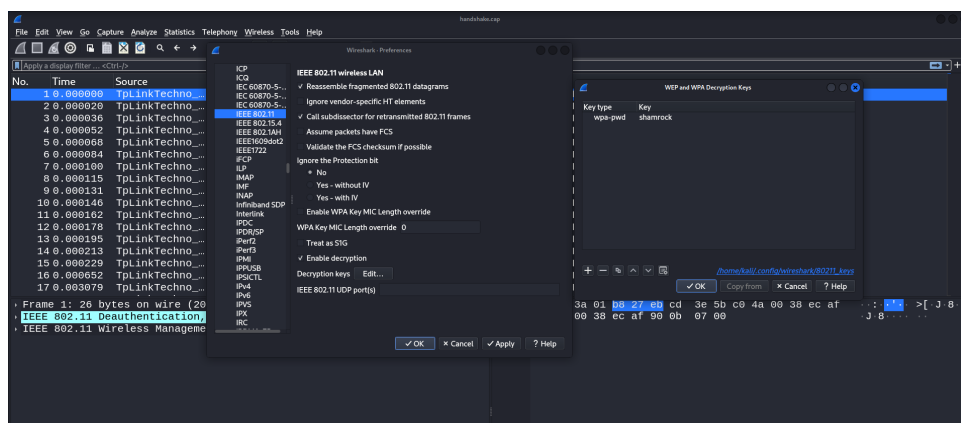 handshake.cap
File Edit View Go Capture Analyze Statistics Telephony Wireless Tools Help
Apply a display filter ... <Ctrl-/>
No. Time Source
1 0.000000 TpLinkTechno_…
2 0.000020 TpLinkTechno_…
3 0.000036 TpLinkTechno_…
4 0.000052 TpLinkTechno_…
5 0.000068 TpLinkTechno_…
6 0.000084 TpLinkTechno_…
7 0.000100 TpLinkTechno_…
8 0.000115 TpLinkTechno_…
9 0.000131 TpLinkTechno_…
10 0.000146 TpLinkTechno_…
11 0.000162 TpLinkTechno_…
12 0.000178 TpLinkTechno_…
13 0.000195 TpLinkTechno_…
14 0.000213 TpLinkTechno_…
15 0.000229 TpLinkTechno_…
16 0.000652 TpLinkTechno_…
17 0.003079 TpLinkTechno_…
Frame 1: 26 bytes on wire (20
IEEE 802.11 Deauthentication,
IEEE 802.11 Wireless Manageme
Wireshark · Preferences
ICP
ICQ
IEC 60870-5-..
IEC 60870-5-..
IEC 60870-5-..
IEEE 802.11
IEEE 802.15.4
IEEE 802.1AH
IEEE1609dot2
IEEE1722
iFCP
ILP
IMAP
IMF
INAP
Infiniband SDP
Interlink
IPDC
IPDR/SP
iPerf2
iPerf3
IPMI
IPPUSB
IPSICTL
IPv4
IPv6
IPVS
IPX
IRC
IEEE 802.11 wireless LAN
Reassemble fragmented 802.11 datagrams
Ignore vendor-specific HT elements
Call subdissector for retransmitted 802.11 frames
Assume packets have FCS
Validate the FCS checksum if possible
Ignore the Protection bit
No
Yes - without IV
Yes - with IV
Enable WPA Key MIC Length override
WPA Key MIC Length override 0
Treat as S1G
Enable decryption
Decryption keys Edit...
IEEE 802.11 UDP port(s)
OK Cancel Apply ? Help
WEP and WPA Decryption Keys
Key type Key
wpa-pwd shamrock
/home/kali/.config/wireshark/80211_keys
OK Copy from Cancel ? Help
3a 01 b8 27 eb cd 3e 5b c0 4a 00 38 ec af
00 38 ec af 90 0b 07 00